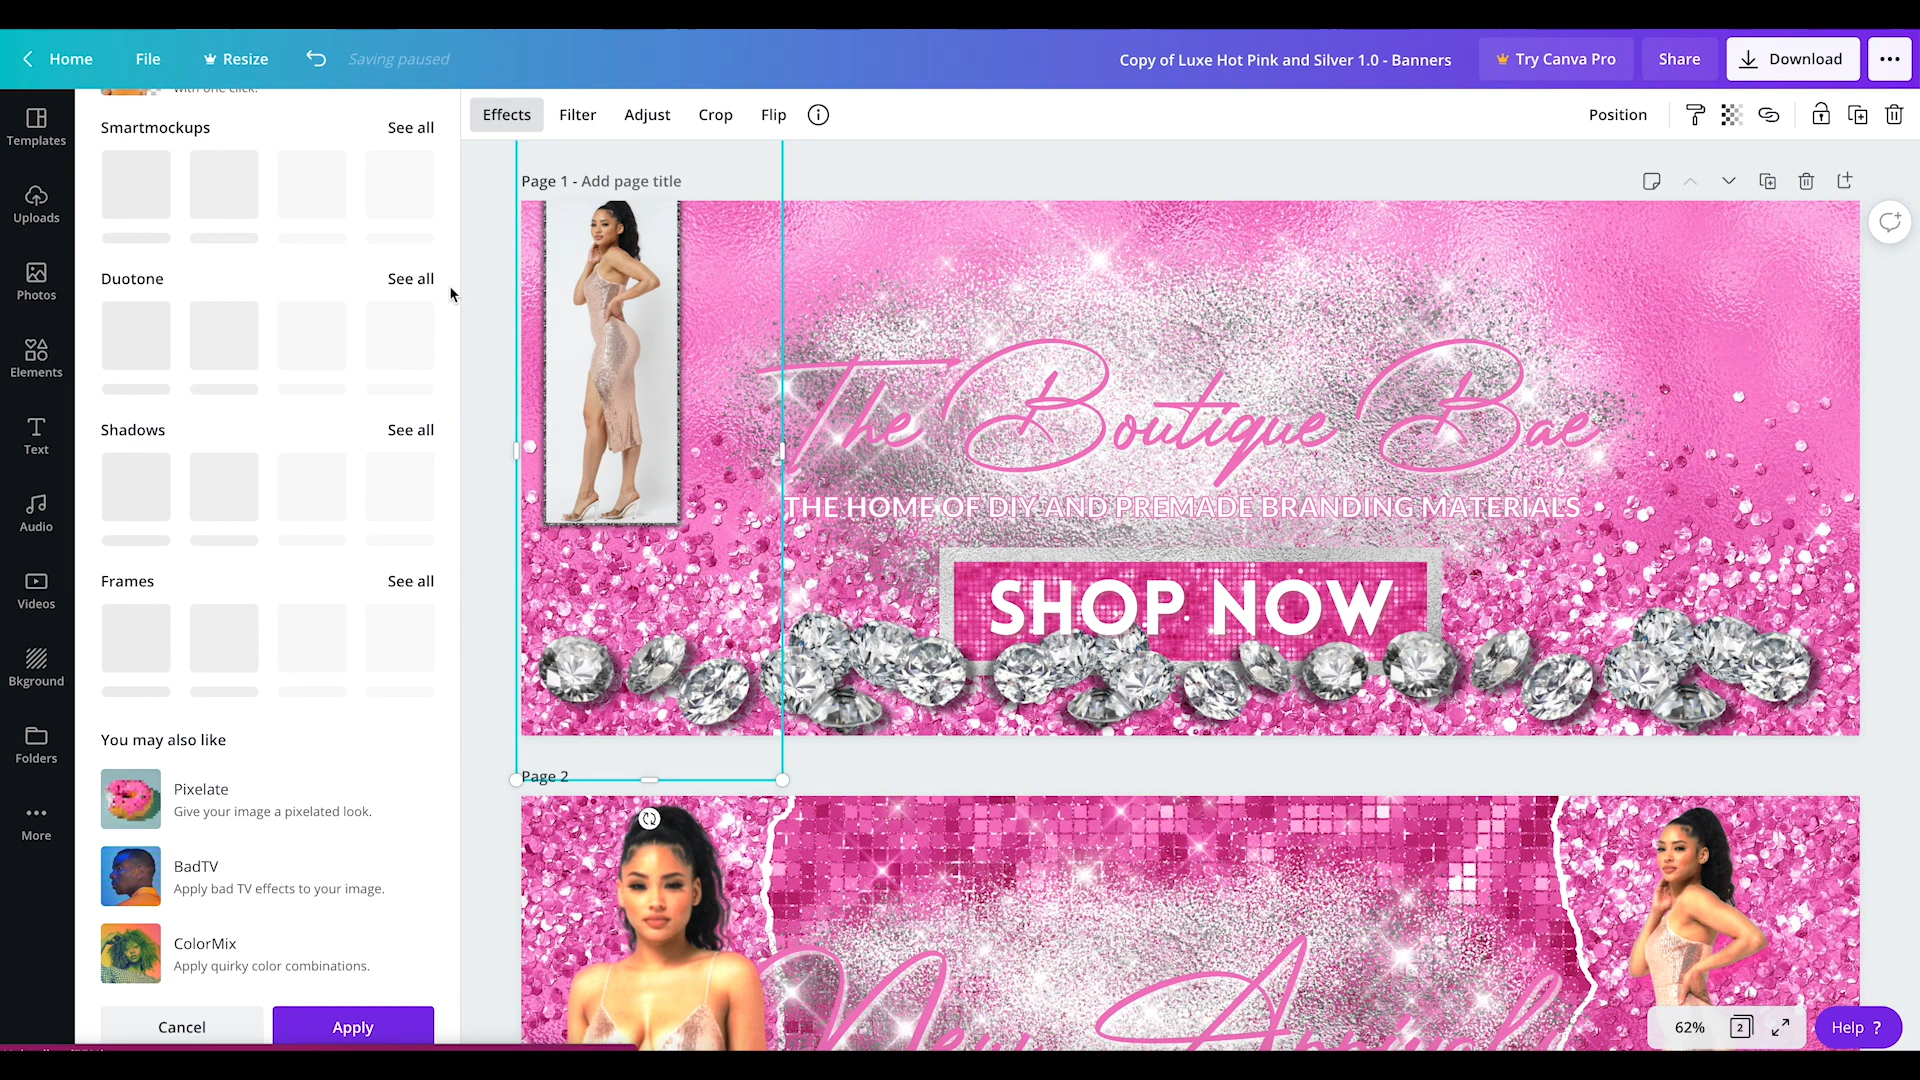 Home
File
Resize
Saving paused
Copy of Luxe Hot Pink and Silver 1.0 - Banners
Try Canva Pro
Share
Download
Effects
Filter
Adjust
Crop
Flip
Position
Templates
Uploads
Photos
Elements
Text
Audio
Videos
Bkground
Folders
More
with one click.
Smartmockups
See all
Duotone
See all
Shadows
See all
Frames
See all
You may also like
Pixelate
Give your image a pixelated look.
BadTV
Apply bad TV effects to your image.
ColorMix
Apply quirky color combinations.
Cancel
Apply
Page 1 - Add page title
The Boutique Bae
THE HOME OF DIY AND PREMADE BRANDING MATERIALS
SHOP NOW
Page 2
New Arrivals
62%
2
Help ?